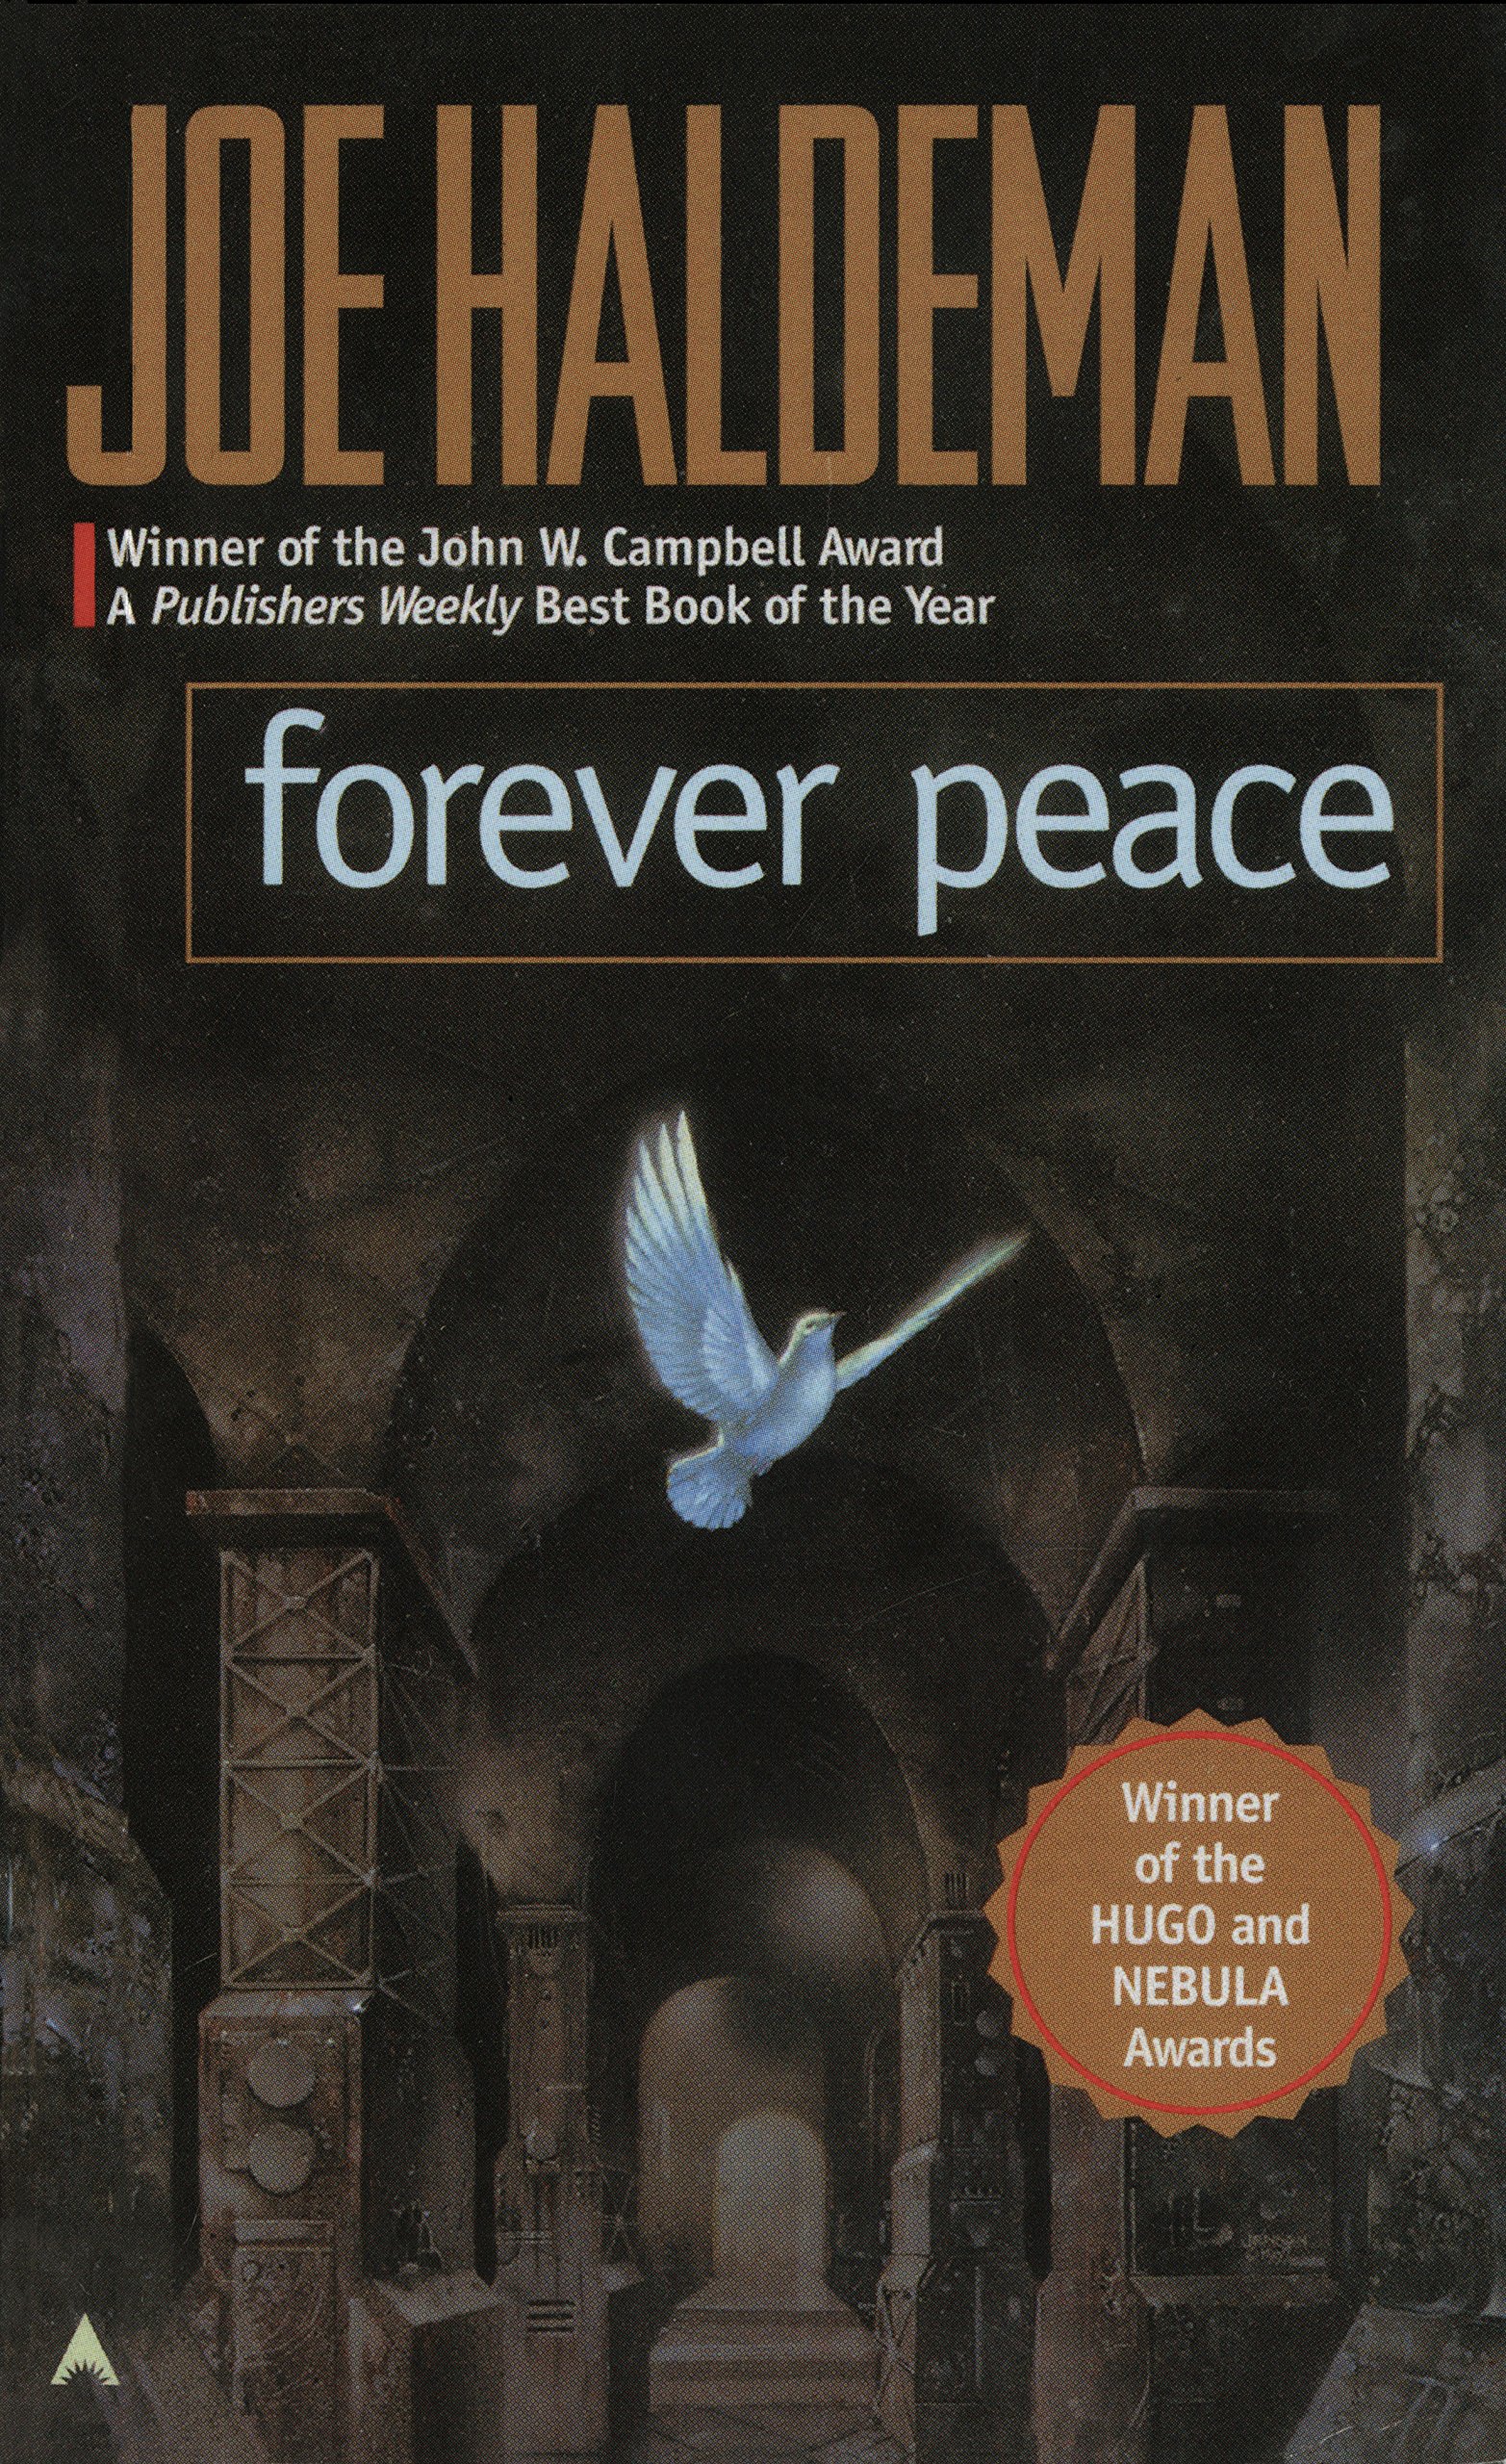 JOE HALDEMAN
Winner of the John W. Campbell Award
A Publishers Weekly Best Book of the Year
forever peace
Winner
of the
HUGO and
NEBULA
Awards